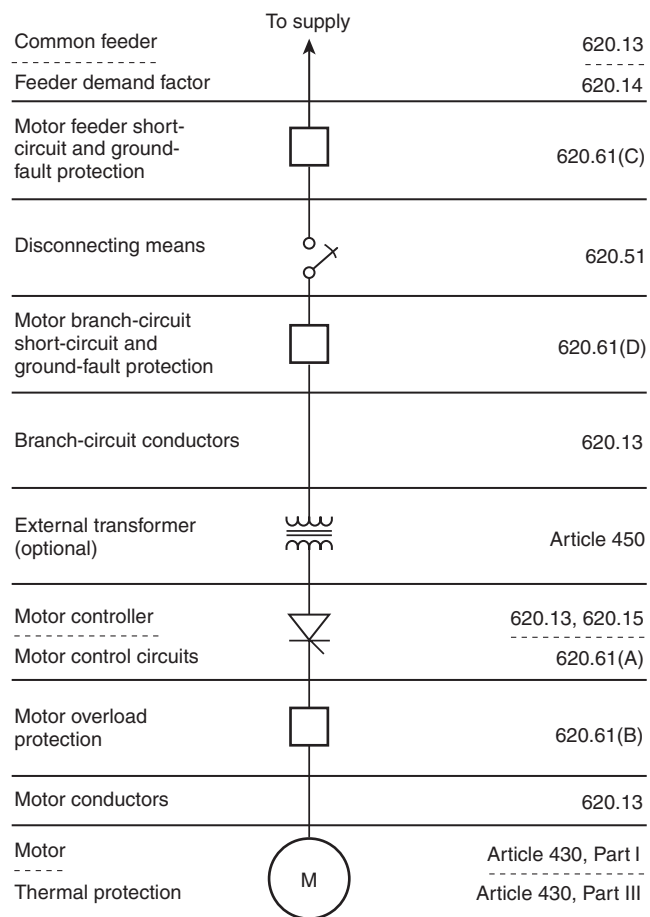 To supply
Common feeder 620.13
Feeder demand factor 620.14
Motor feeder short-
circuit and ground-
fault protection
620.61(C)
Disconnecting means 620.51
Motor branch-circuit
short-circuit and
ground-fault protection
620.61(D)
Branch-circuit conductors 620.13
External transformer
(optional)
Article 450
Motor controller 620.13, 620.15
Motor control circuits 620.61(A)
Motor overload
protection
620.61(B)
Motor conductors 620.13
Motor Article 430, Part I
M
Thermal protection Article 430, Part III